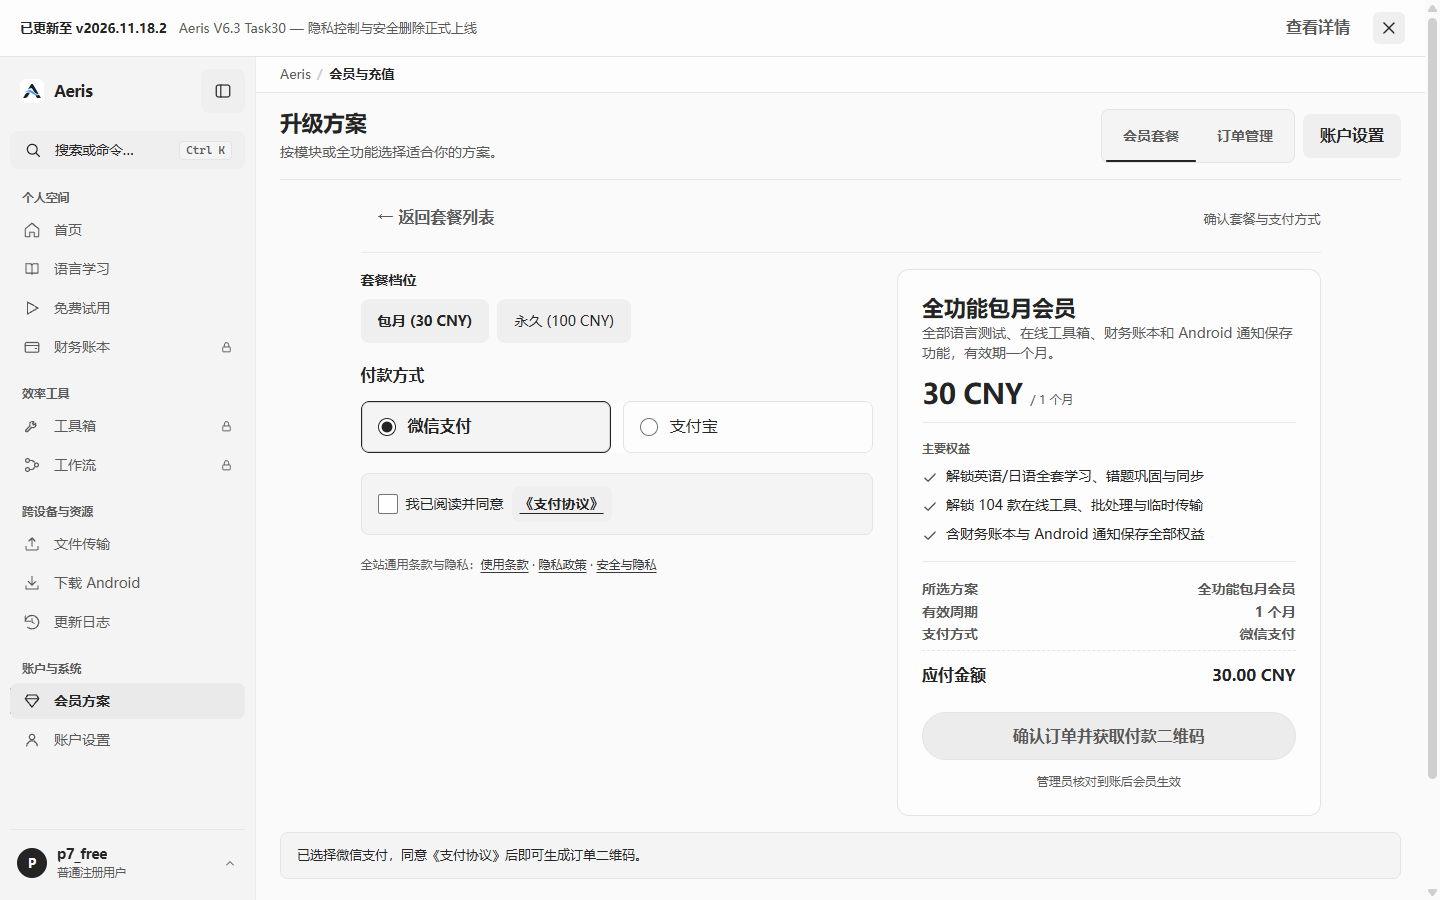 已更新至 v2026.11.18.2 Aeris V6.3 Task30 — 隐私控制与安全删除正式上线
查看详情
Aeris
搜索或命令... Ctrl K
个人空间
首页
语言学习
免费试用
财务账本
效率工具
工具箱
工作流
跨设备与资源
文件传输
下载 Android
更新日志
账户与系统
会员方案
账户设置
P
p7_free
普通注册用户
Aeris / 会员与充值
升级方案
按模块或全功能选择适合你的方案。
会员套餐 订单管理 账户设置
← 返回套餐列表
确认套餐与支付方式
套餐档位
包月 (30 CNY) 永久 (100 CNY)
付款方式
微信支付 支付宝
我已阅读并同意 《支付协议》
全站通用条款与隐私：使用条款 · 隐私政策 · 安全与隐私
全功能包月会员
全部语言测试、在线工具箱、财务账本和 Android 通知保存
功能，有效期一个月。
30 CNY / 1 个月
主要权益
解锁英语/日语全套学习、错题巩固与同步
解锁 104 款在线工具、批处理与临时传输
含财务账本与 Android 通知保存全部权益
所选方案 全功能包月会员
有效周期 1 个月
支付方式 微信支付
应付金额 30.00 CNY
确认订单并获取付款二维码
管理员核对到账后会员生效
已选择微信支付，同意《支付协议》后即可生成订单二维码。